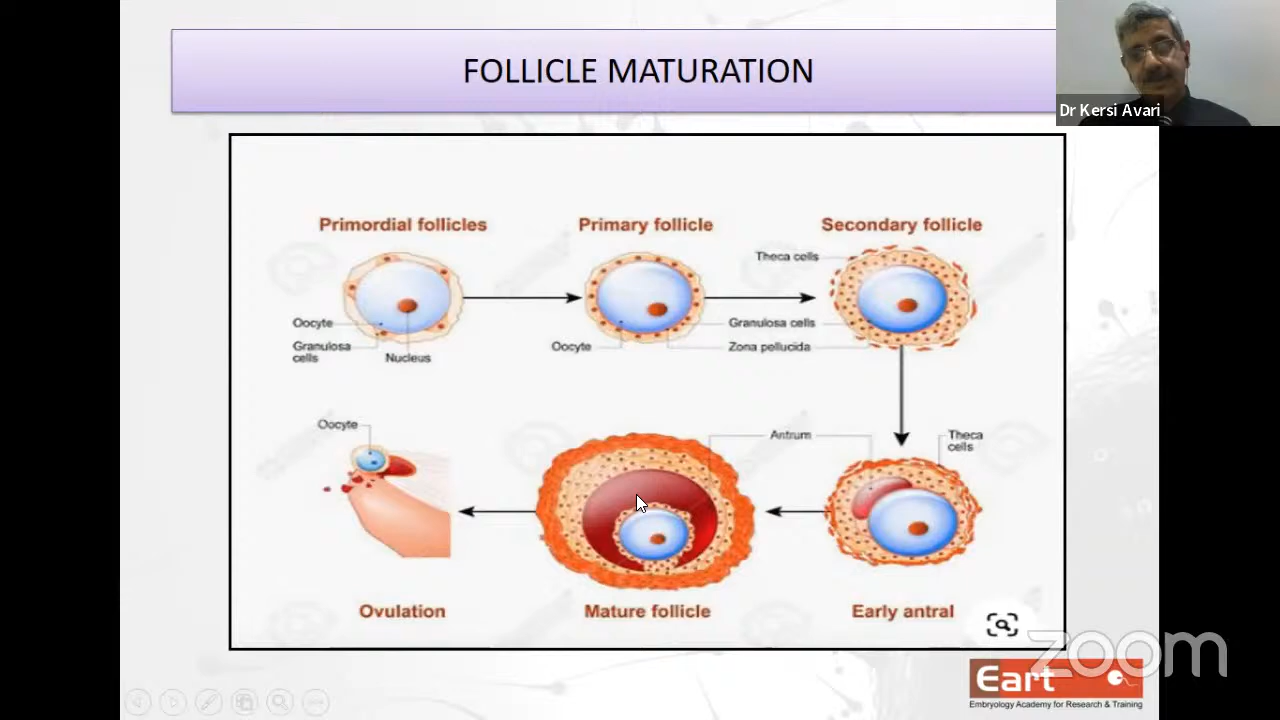 FOLLICLE MATURATION
Dr Kersi Avari
Primordial follicles
Primary follicle
Secondary follicle
Theca cells
Oocyte
Granulosa
cells
Nucleus
Oocyte
Granulosa cells
Zona pellucida
Oocyte
Antrum
Theca
cells
Ovulation
Mature follicle
Early antral
zoom
Eart
Embryology Academy for Research & Training